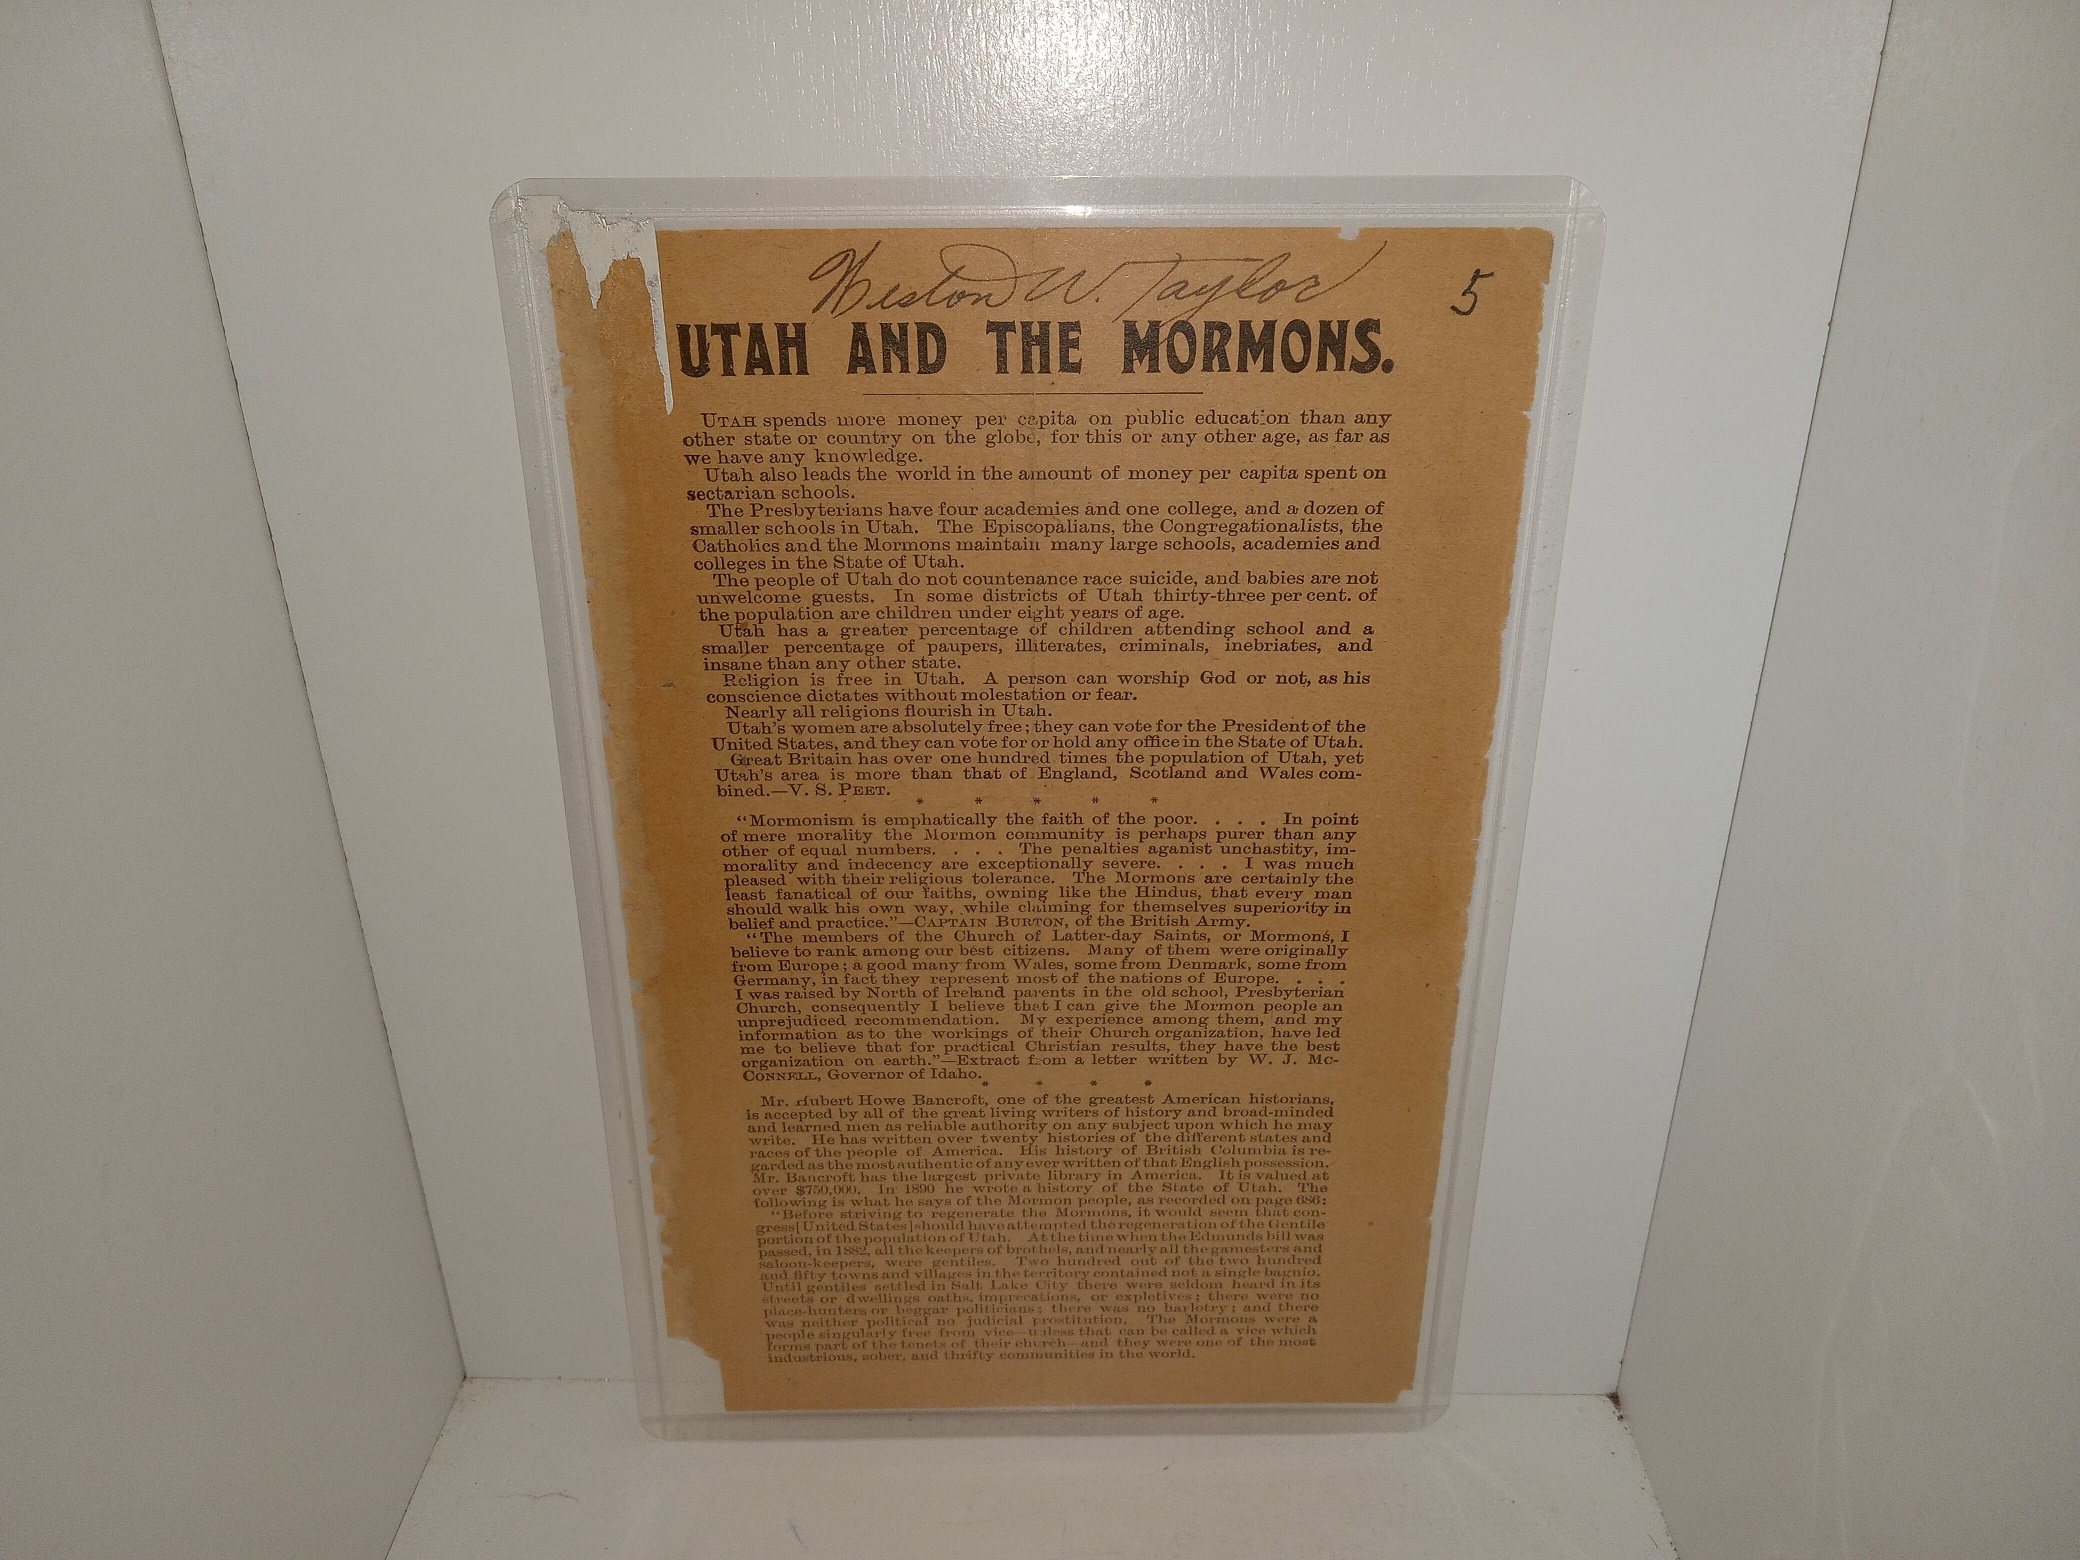 Weston W. Taylor
5
UTAH AND THE MORMONS.
UTAH spends more money per capita on public education than any
other state or country on the globe, for this or any other age, as far as
we have any knowledge.
Utah also leads the world in the amount of money per capita spent on
sectarian schools.
The Presbyterians have four academies and one college, and a dozen of
smaller schools in Utah. The Episcopalians, the Congregationalists, the
Catholics and the Mormons maintain many large schools, academies and
colleges in the State of Utah.
The people of Utah do not countenance race suicide, and babies are not
unwelcome guests. In some districts of Utah thirty-three per cent. of
the population are children under eight years of age.
Utah has a greater percentage of children attending school and a
smaller percentage of paupers, illiterates, criminals, inebriates, and
insane than any other state.
Religion is free in Utah. A person can worship God or not, as his
conscience dictates without molestation or fear.
Nearly all religions flourish in Utah.
Utah's women are absolutely free; they can vote for the President of the
United States, and they can vote for or hold any office in the State of Utah.
Great Britain has over one hundred times the population of Utah, yet
Utah's area is more than that of England, Scotland and Wales com-
bined.—V. S. PEET.
* * * * *
"Mormonism is emphatically the faith of the poor. . . . In point
of mere morality the Mormon community is perhaps purer than any
other of equal numbers. . . . The penalties aganist unchastity, im-
morality and indecency are exceptionally severe. . . . I was much
pleased with their religious tolerance. The Mormons are certainly the
least fanatical of our faiths, owning like the Hindus, that every man
should walk his own way, while claiming for themselves superiority in
belief and practice."—CAPTAIN BURTON, of the British Army.
"The members of the Church of Latter-day Saints, or Mormons, I
believe to rank among our best citizens. Many of them were originally
from Europe; a good many from Wales, some from Denmark, some from
Germany, in fact they represent most of the nations of Europe. . . .
I was raised by North of Ireland parents in the old school, Presbyterian
Church, consequently I believe that I can give the Mormon people an
unprejudiced recommendation. My experience among them, and my
information as to the workings of their Church organization, have led
me to believe that for practical Christian results, they have the best
organization on earth."—Extract from a letter written by W. J. MC-
CONNELL, Governor of Idaho.
* * * *
Mr. Hubert Howe Bancroft, one of the greatest American historians,
is accepted by all of the great living writers of history and broad-minded
and learned men as reliable authority on any subject upon which he may
write. He has written over twenty histories of the different states and
races of the people of America. His history of British Columbia is re-
garded as the most authentic of any ever written of that English possession.
Mr. Bancroft has the largest private library in America. It is valued at
over $750,000. In 1890 he wrote a history of the State of Utah. The
following is what he says of the Mormon people, as recorded on page 686:
"Before striving to regenerate the Mormons, it would seem that con-
gress [United States] should have attempted the regeneration of the Gentile
portion of the population of Utah. At the time when the Edmunds bill was
passed, in 1882, all the keepers of brothels, and nearly all the gamesters and
saloon-keepers, were gentiles. Two hundred out of the two hundred
and fifty towns and villages in the territory contained not a single bagnio.
Until gentiles settled in Salt Lake City there were seldom heard in its
streets or dwellings oaths, imprecations, or expletives; there were no
place-hunters or beggar politicians; there was no harlotry; and there
was neither political no judicial prostitution. The Mormons were a
people singularly free from vice—unless that can be called a vice which
forms part of the tenets of their church—and they were one of the most
industrious, sober, and thrifty communities in the world.